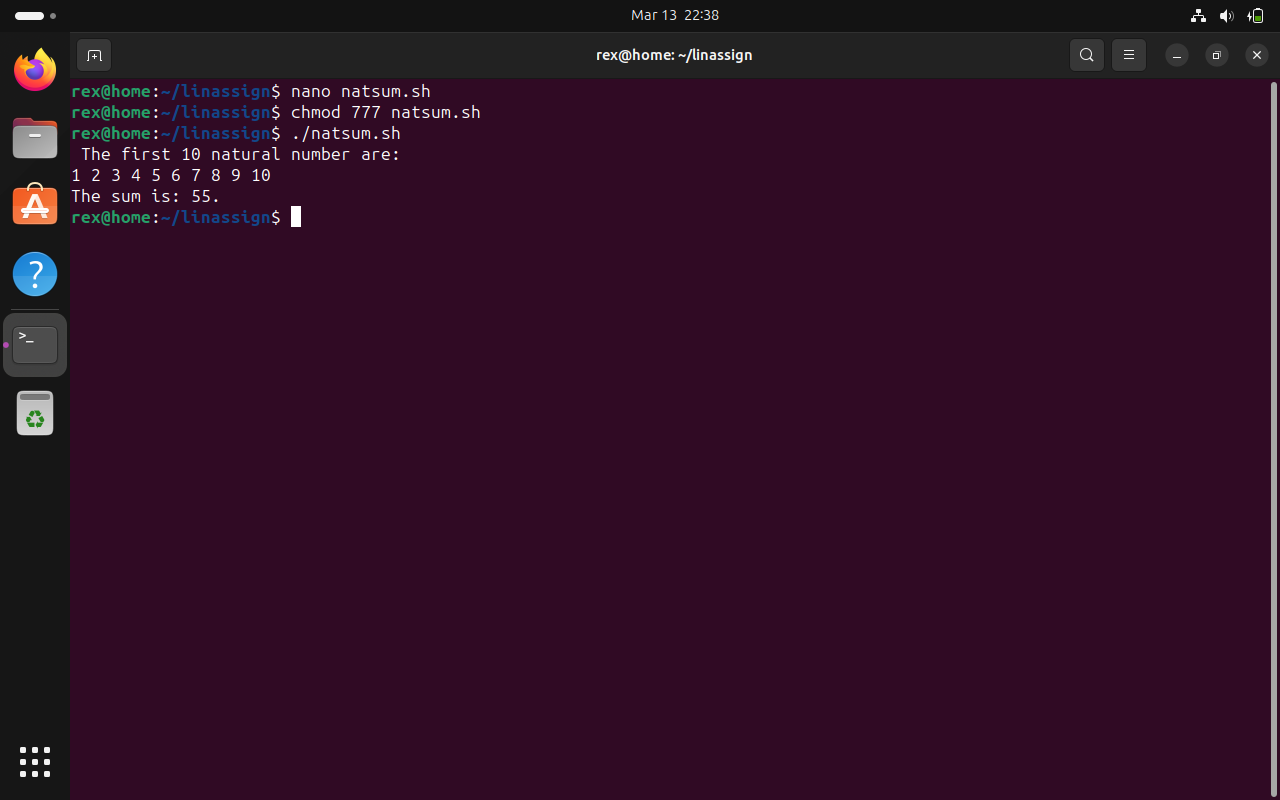 Mar 13 22:38
rex@home: ~/linassign
rex@home:~/linassign$ nano natsum.sh
rex@home:~/linassign$ chmod 777 natsum.sh
rex@home:~/linassign$ ./natsum.sh
 The first 10 natural number are:
1 2 3 4 5 6 7 8 9 10
The sum is: 55.
rex@home:~/linassign$